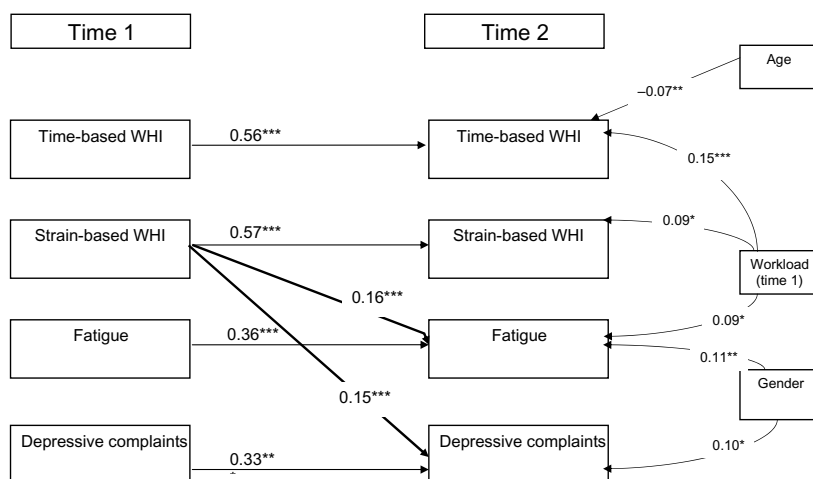 Time 1
Time 2
Age
–0.07**
Time-based WHI
0.56***
Time-based WHI
0.15***
Strain-based WHI
0.57***
Strain-based WHI
0.09*
Workload
(time 1)
0.16***
Fatigue
0.36***
Fatigue
0.09*
0.11**
Gender
0.15***
Depressive complaints
0.33**
Depressive complaints
0.10*